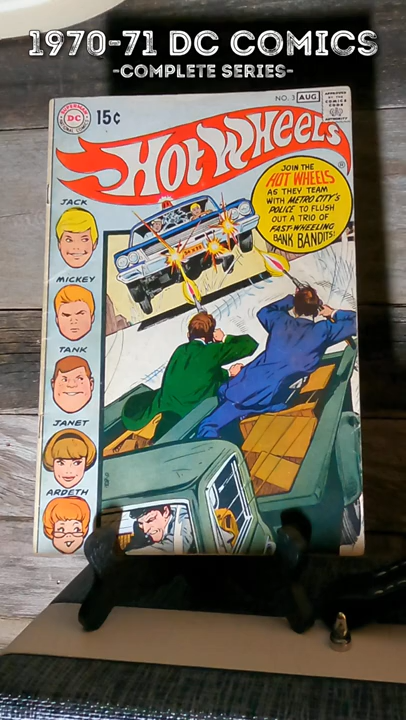 1970-71 DC COMICS
-COMPLETE SERIES-
SUPERMAN
DC
15¢
NO. 3 AUG
APPROVED
BY THE
COMICS
CODE
AUTHORITY
HOT WHEELS®
JOIN THE
HOT WHEELS
AS THEY TEAM
WITH METRO CITY'S
POLICE TO FLUSH
OUT A TRIO OF
FAST-WHEELING
BANK BANDITS!
JACK
MICKEY
TANK
JANET
ARDETH